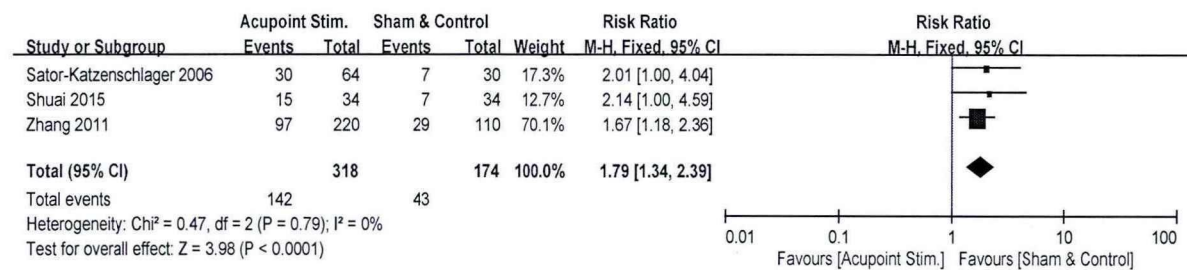 Acupoint Stim. Sham & Control Risk Ratio Risk Ratio
Study or Subgroup Events Total Events Total Weight M-H, Fixed, 95% CI M-H, Fixed, 95% CI
Sator-Katzenschlager 2006 30 64 7 30 17.3% 2.01 [1.00, 4.04]
Shuai 2015 15 34 7 34 12.7% 2.14 [1.00, 4.59]
Zhang 2011 97 220 29 110 70.1% 1.67 [1.18, 2.36]
Total (95% CI) 318 174 100.0% 1.79 [1.34, 2.39]
Total events 142 43
Heterogeneity: Chi² = 0.47, df = 2 (P = 0.79); I² = 0%
Test for overall effect: Z = 3.98 (P < 0.0001)
0.01 0.1 1 10 100
Favours [Acupoint Stim.] Favours [Sham & Control]